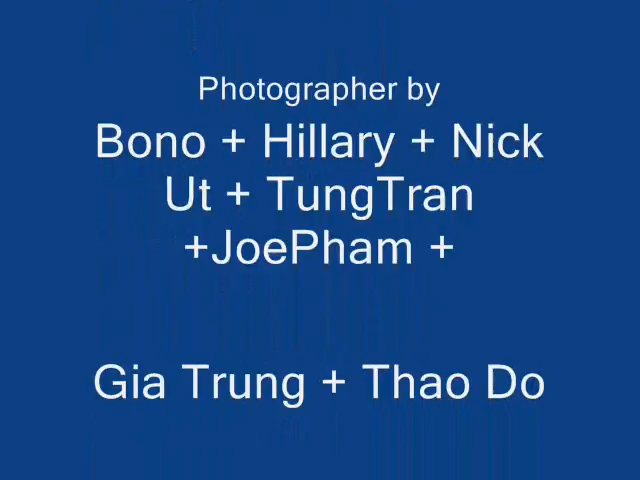 Photographer by
Bono + Hillary + Nick
Ut + TungTran
+JoePham +
Gia Trung + Thao Do